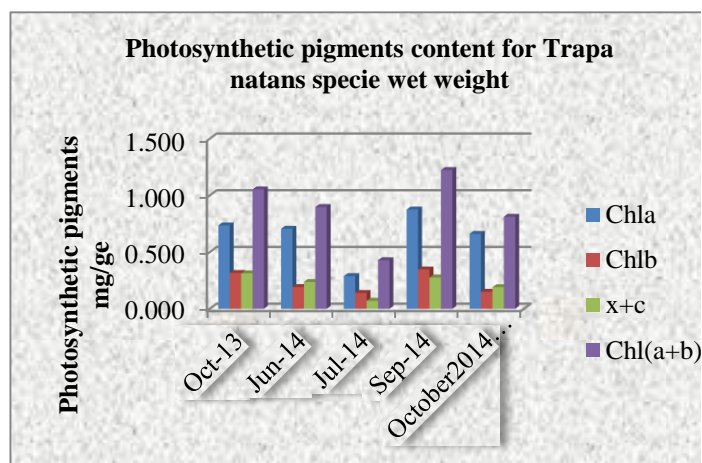 Photosynthetic pigments content for Trapa
natans specie wet weight
Photosynthetic pigments
mg/ge
1.500
1.000
0.500
0.000
Oct-13
Jun-14
Jul-14
Sep-14
October2014…
Chla
Chlb
x+c
Chl(a+b)